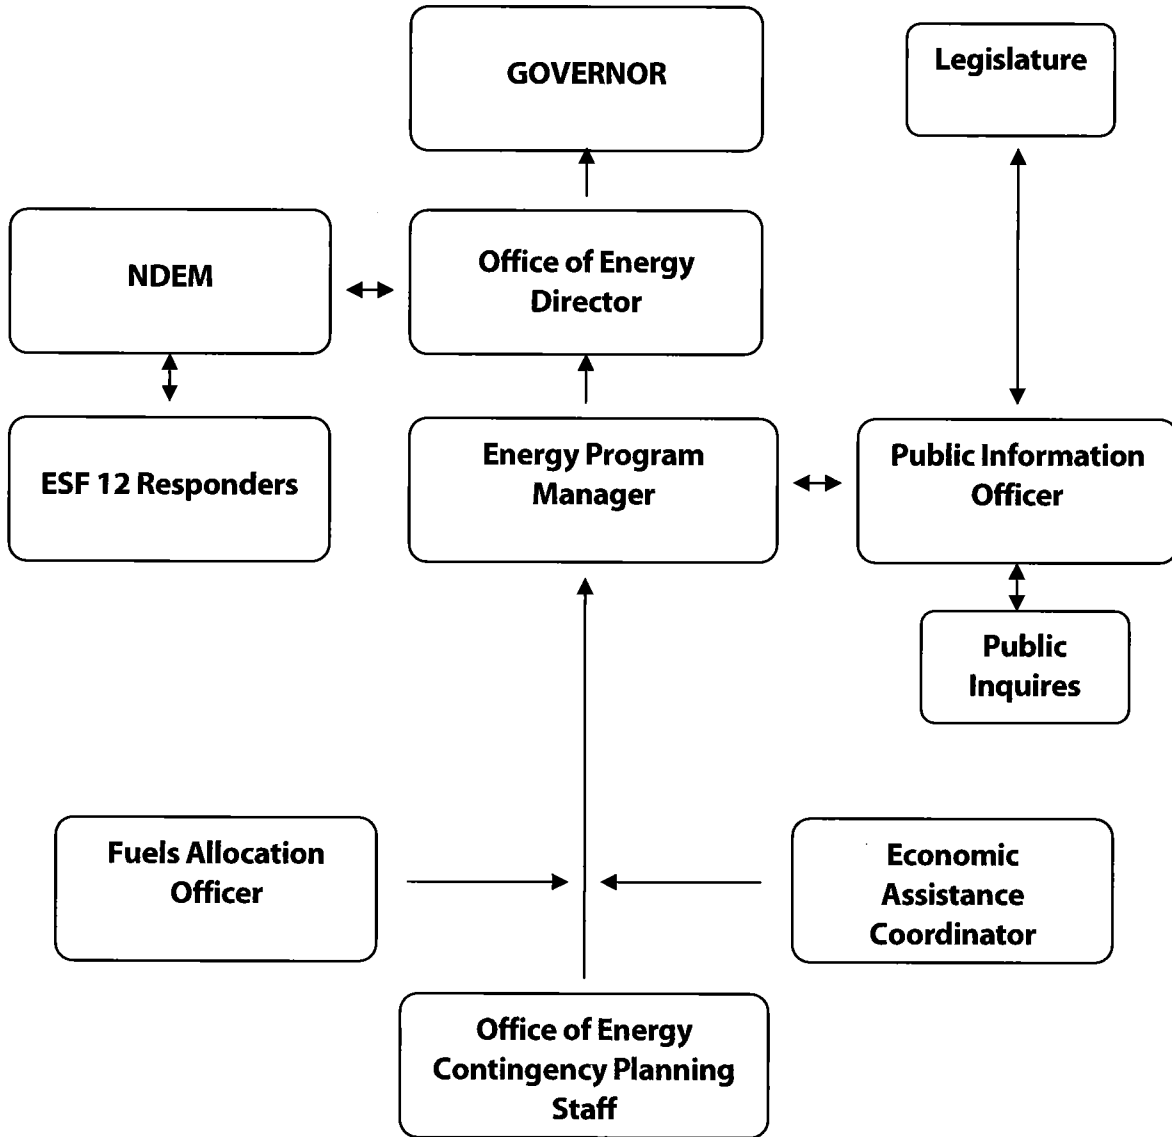 GOVERNOR
Legislature
NDEM
Office of Energy
Director
ESF 12 Responders
Energy Program
Manager
Public Information
Officer
Public
Inquires
Fuels Allocation
Officer
Economic
Assistance
Coordinator
Office of Energy
Contingency Planning
Staff